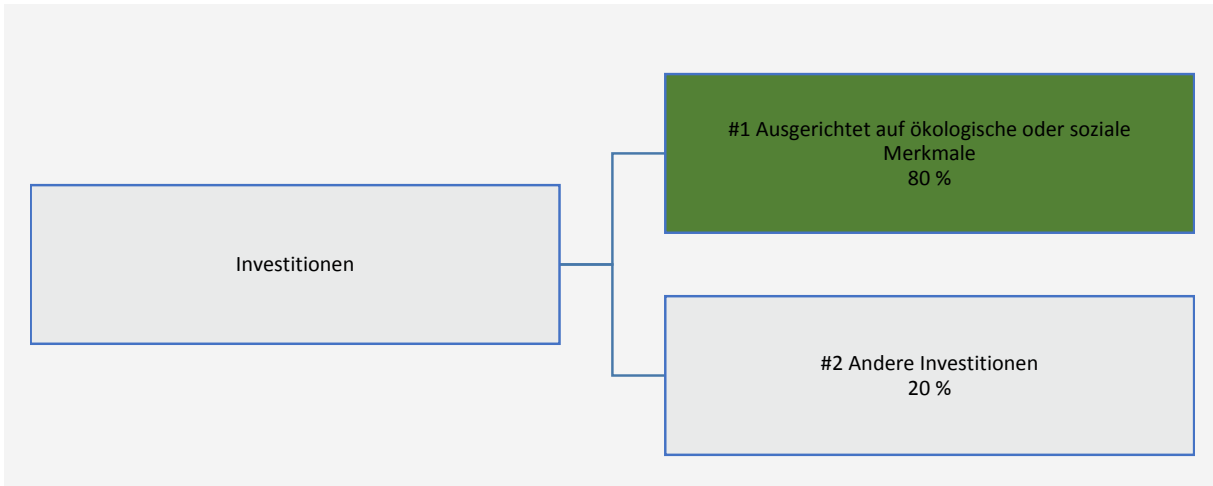 Investitionen
#1 Ausgerichtet auf ökologische oder soziale
Merkmale
80 %
#2 Andere Investitionen
20 %